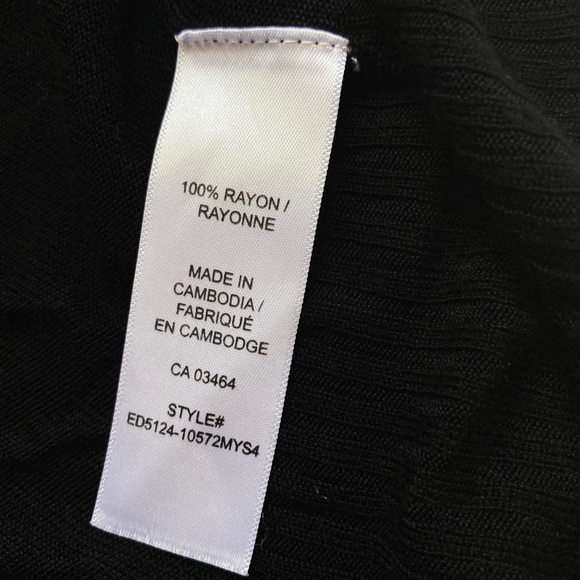 100% RAYON /
RAYONNE
MADE IN
CAMBODIA /
FABRIQUÉ
EN CAMBODGE
CA 03464
STYLE#
ED5124-10572MYS4